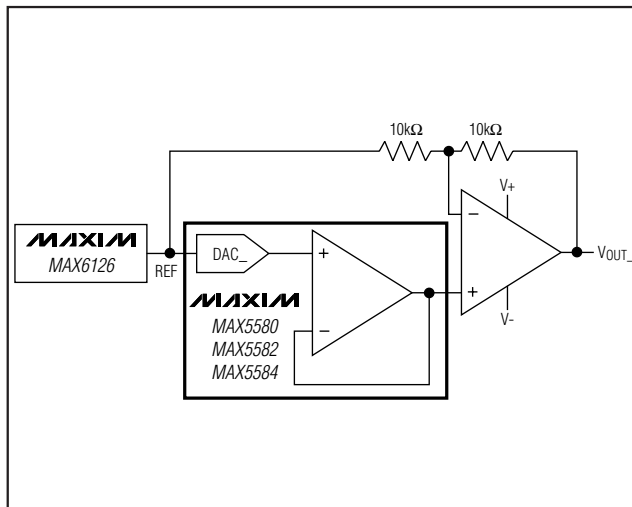 10kΩ 10kΩ
V+
−
MAXIM
MAX6126
REF
DAC_
+
−
MAXIM
MAX5580
MAX5582
MAX5584
+
V-
VOUT_